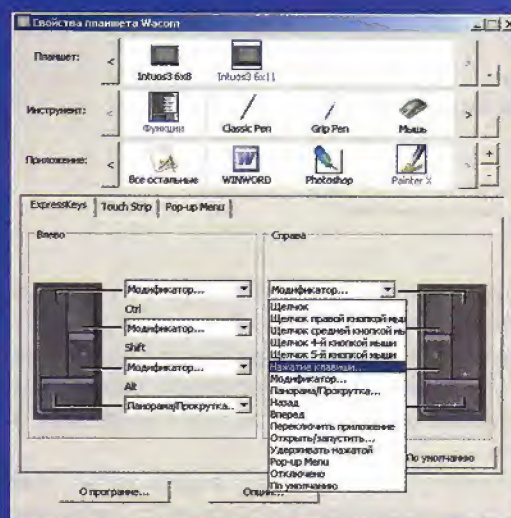 Свойства планшета Wacom
Планшет:
Intuos3 6x8
Intuos3 6x11
Инструмент:
Функции
Classic Pen
Grip Pen
Мышь
Приложение:
Все остальные
WINWORD
Photoshop
Painter X
ExpressKeys
Touch Strip
Pop-up Menu
Влево
Справа
Модификатор...
Ctrl
Модификатор...
Shift
Модификатор...
Alt
Панорама/Прокрутка..
Модификатор...
Щелчок
Щелчок правой кнопкой мыш
Щелчок средней кнопкой мь
Щелчок 4-й кнопкой мыши
Щелчок 5-й кнопкой мыши
Нажатие клавиши...
Модификатор...
Панорама/Прокрутка...
Назад
Вперед
Переключить приложение
Открыть/запустить...
Удерживать нажатой
Pop-up Menu
Отключено
По умолчанию
По умолчанию
О программе...
Опции...